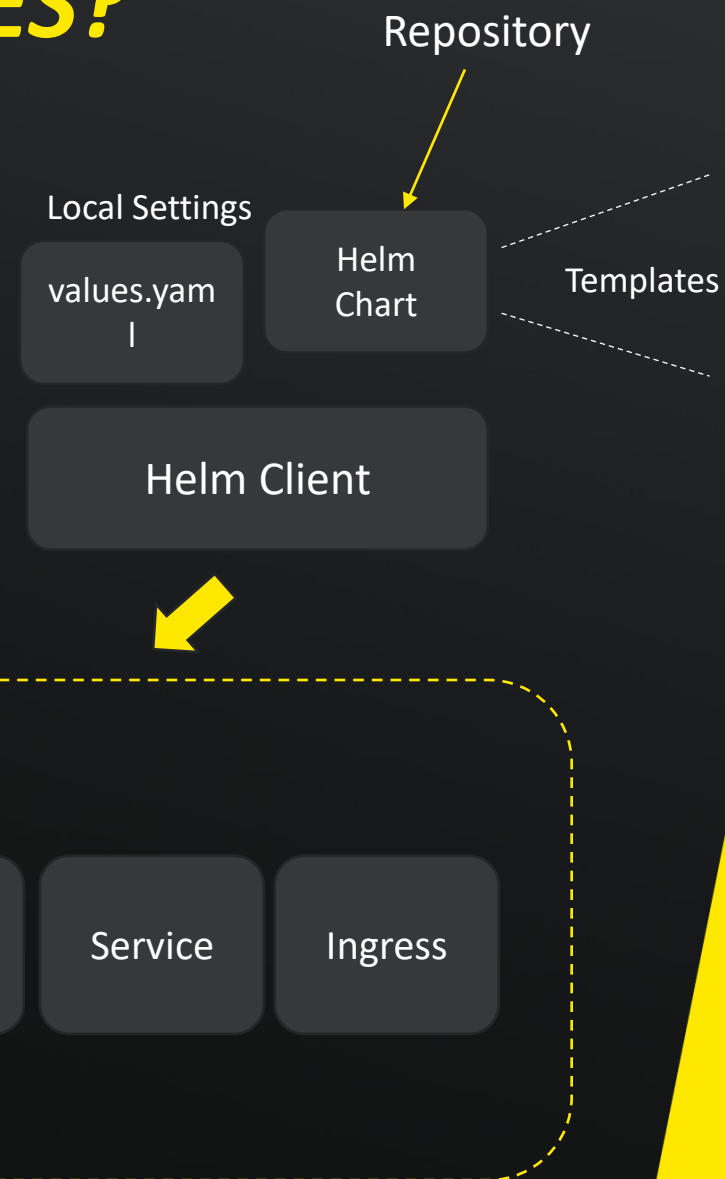 ES?
Repository
Local Settings
Helm
Chart
values.yam
l
Templates
Helm Client
Service
Ingress